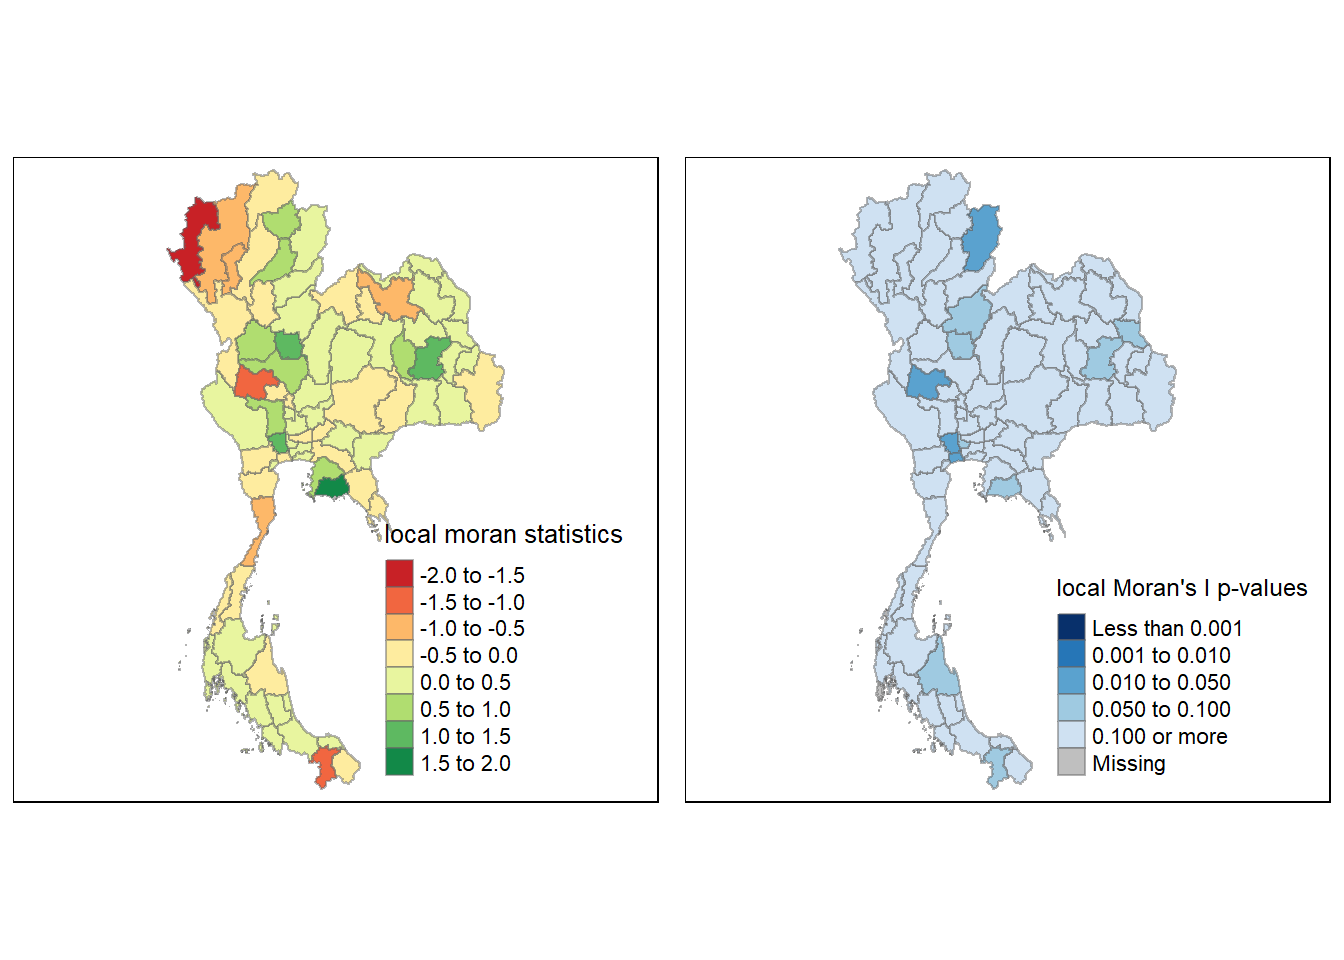 local moran statistics
-2.0 to -1.5
-1.5 to -1.0
-1.0 to -0.5
-0.5 to 0.0
0.0 to 0.5
0.5 to 1.0
1.0 to 1.5
1.5 to 2.0
local Moran's I p-values
Less than 0.001
0.001 to 0.010
0.010 to 0.050
0.050 to 0.100
0.100 or more
Missing